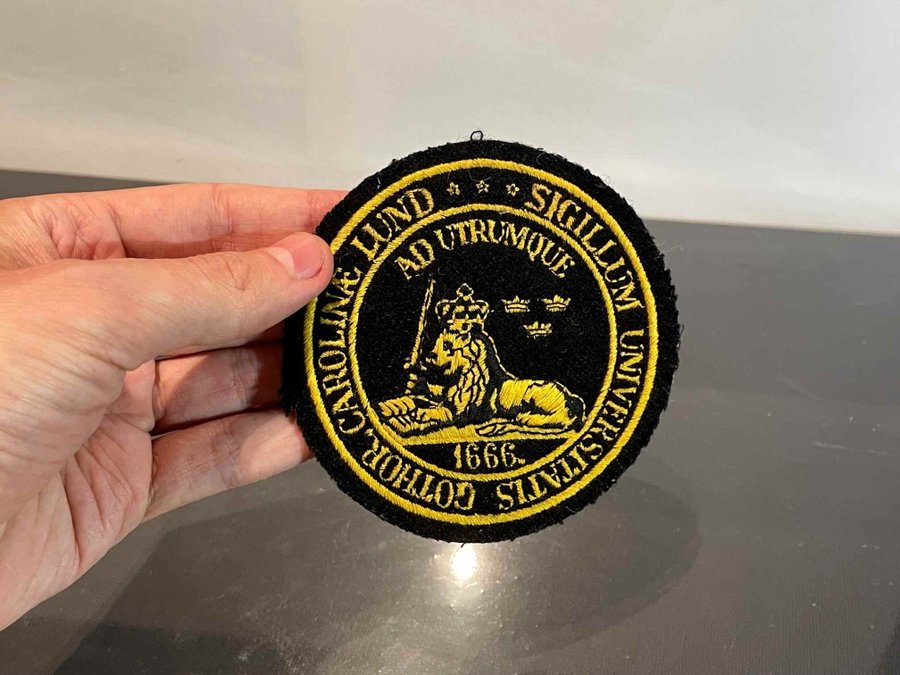 SIGILLUM UNIVERSITATIS GOTHOR. CAROLINÆ LUND
AD UTRUMQUE
1666.